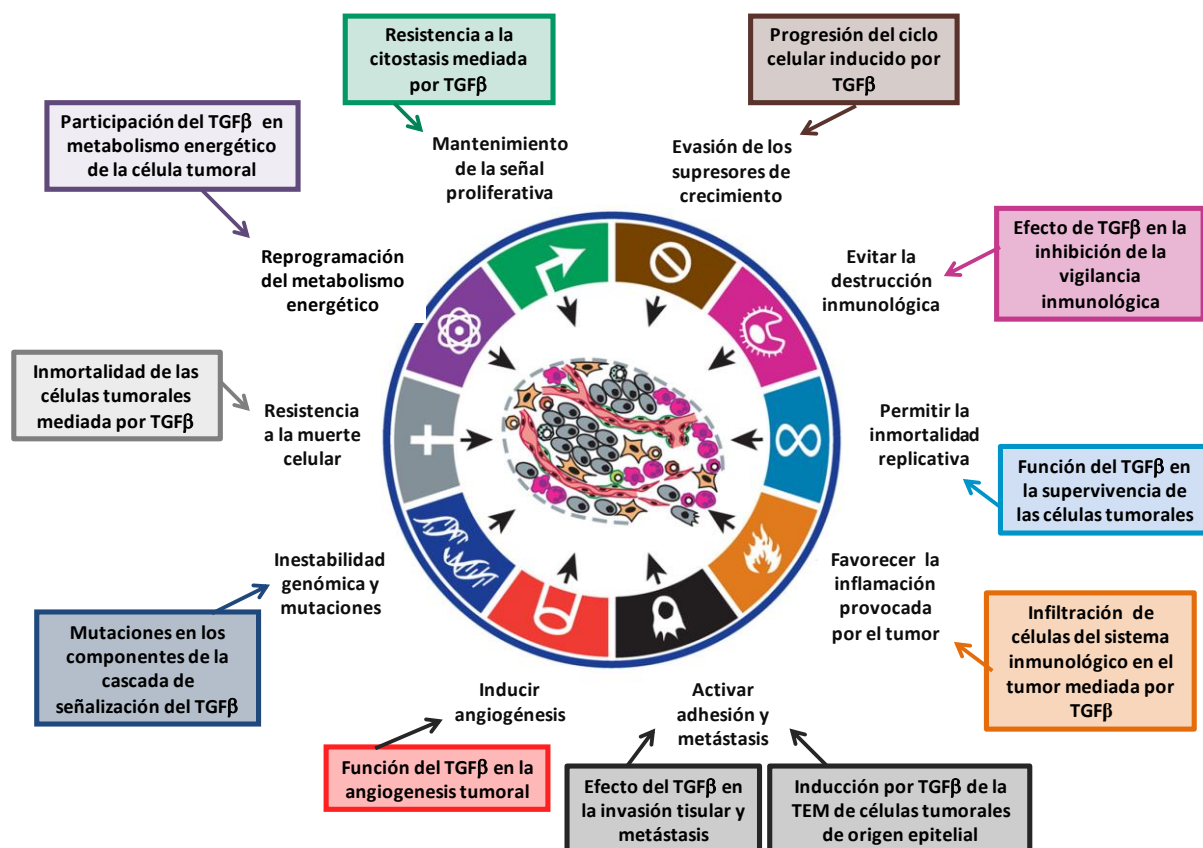 Resistencia a la
citostasis mediada
por TGFβ
Progresión del ciclo
celular inducido por
TGFβ
Participación del TGFβ en
metabolismo energético
de la célula tumoral
Mantenimiento
de la señal
proliferativa
Evasión de los
supresores de
crecimiento
Efecto de TGFβ en la
inhibición de la
vigilancia
inmunológica
Reprogramación
del metabolismo
energético
Evitar la
destrucción
inmunológica
Inmortalidad de las
células tumorales
mediada por TGFβ
Resistencia
a la muerte
celular
Permitir la
inmortalidad
replicativa
Función del TGFβ en
la supervivencia de
las células tumorales
Inestabilidad
genómica y
mutaciones
Favorecer la
inflamación
provocada
por el tumor
Mutaciones en los
componentes de la
cascada de
señalización del TGFβ
Infiltración de
células del sistema
inmunológico en el
tumor mediada por
TGFβ
Inducir
angiogénesis
Activar
adhesión y
metástasis
Función del TGFβ en la
angiogenesis tumoral
Efecto del TGFβ en
la invasión tisular y
metástasis
Inducción por TGFβ de la
TEM de células tumorales
de origen epitelial